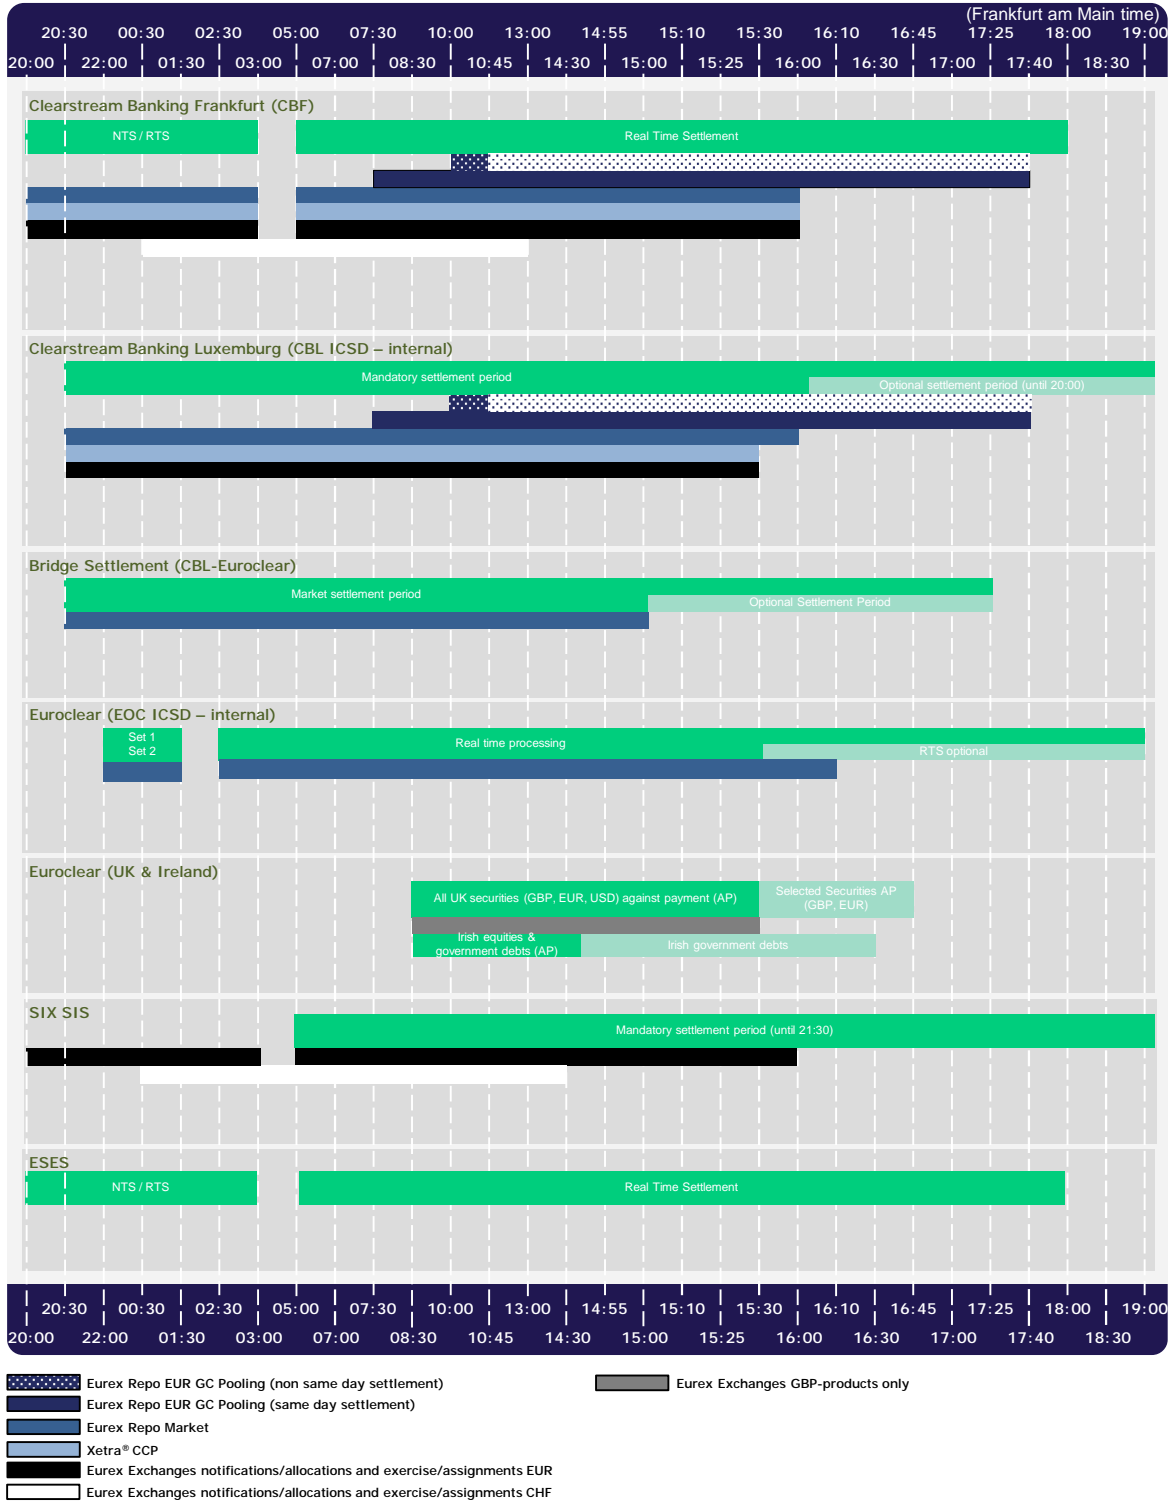 (Frankfurt am Main time)
20:30 00:30 02:30 05:00 07:30 10:00 13:00 14:55 15:10 15:30 16:10 16:45 17:25 18:00 19:00
20:00 22:00 01:30 03:00 07:00 08:30 10:45 14:30 15:00 15:25 16:00 16:30 17:00 17:40 18:30
Clearstream Banking Frankfurt (CBF)
NTS / RTS
Real Time Settlement
Clearstream Banking Luxemburg (CBL ICSD – internal)
Mandatory settlement period
Optional settlement period (until 20:00)
Bridge Settlement (CBL-Euroclear)
Market settlement period
Optional Settlement Period
Euroclear (EOC ICSD – internal)
Set 1
Set 2
Real time processing
RTS optional
Euroclear (UK & Ireland)
All UK securities (GBP, EUR, USD) against payment (AP)
Selected Securities AP
(GBP, EUR)
Irish equities &
government debts (AP)
Irish government debts
SIX SIS
Mandatory settlement period (until 21:30)
ESES
NTS / RTS
Real Time Settlement
20:30 00:30 02:30 05:00 07:30 10:00 13:00 14:55 15:10 15:30 16:10 16:45 17:25 18:00 19:00
20:00 22:00 01:30 03:00 07:00 08:30 10:45 14:30 15:00 15:25 16:00 16:30 17:00 17:40 18:30
Eurex Repo EUR GC Pooling (non same day settlement)
Eurex Exchanges GBP-products only
Eurex Repo EUR GC Pooling (same day settlement)
Eurex Repo Market
Xetra® CCP
Eurex Exchanges notifications/allocations and exercise/assignments EUR
Eurex Exchanges notifications/allocations and exercise/assignments CHF